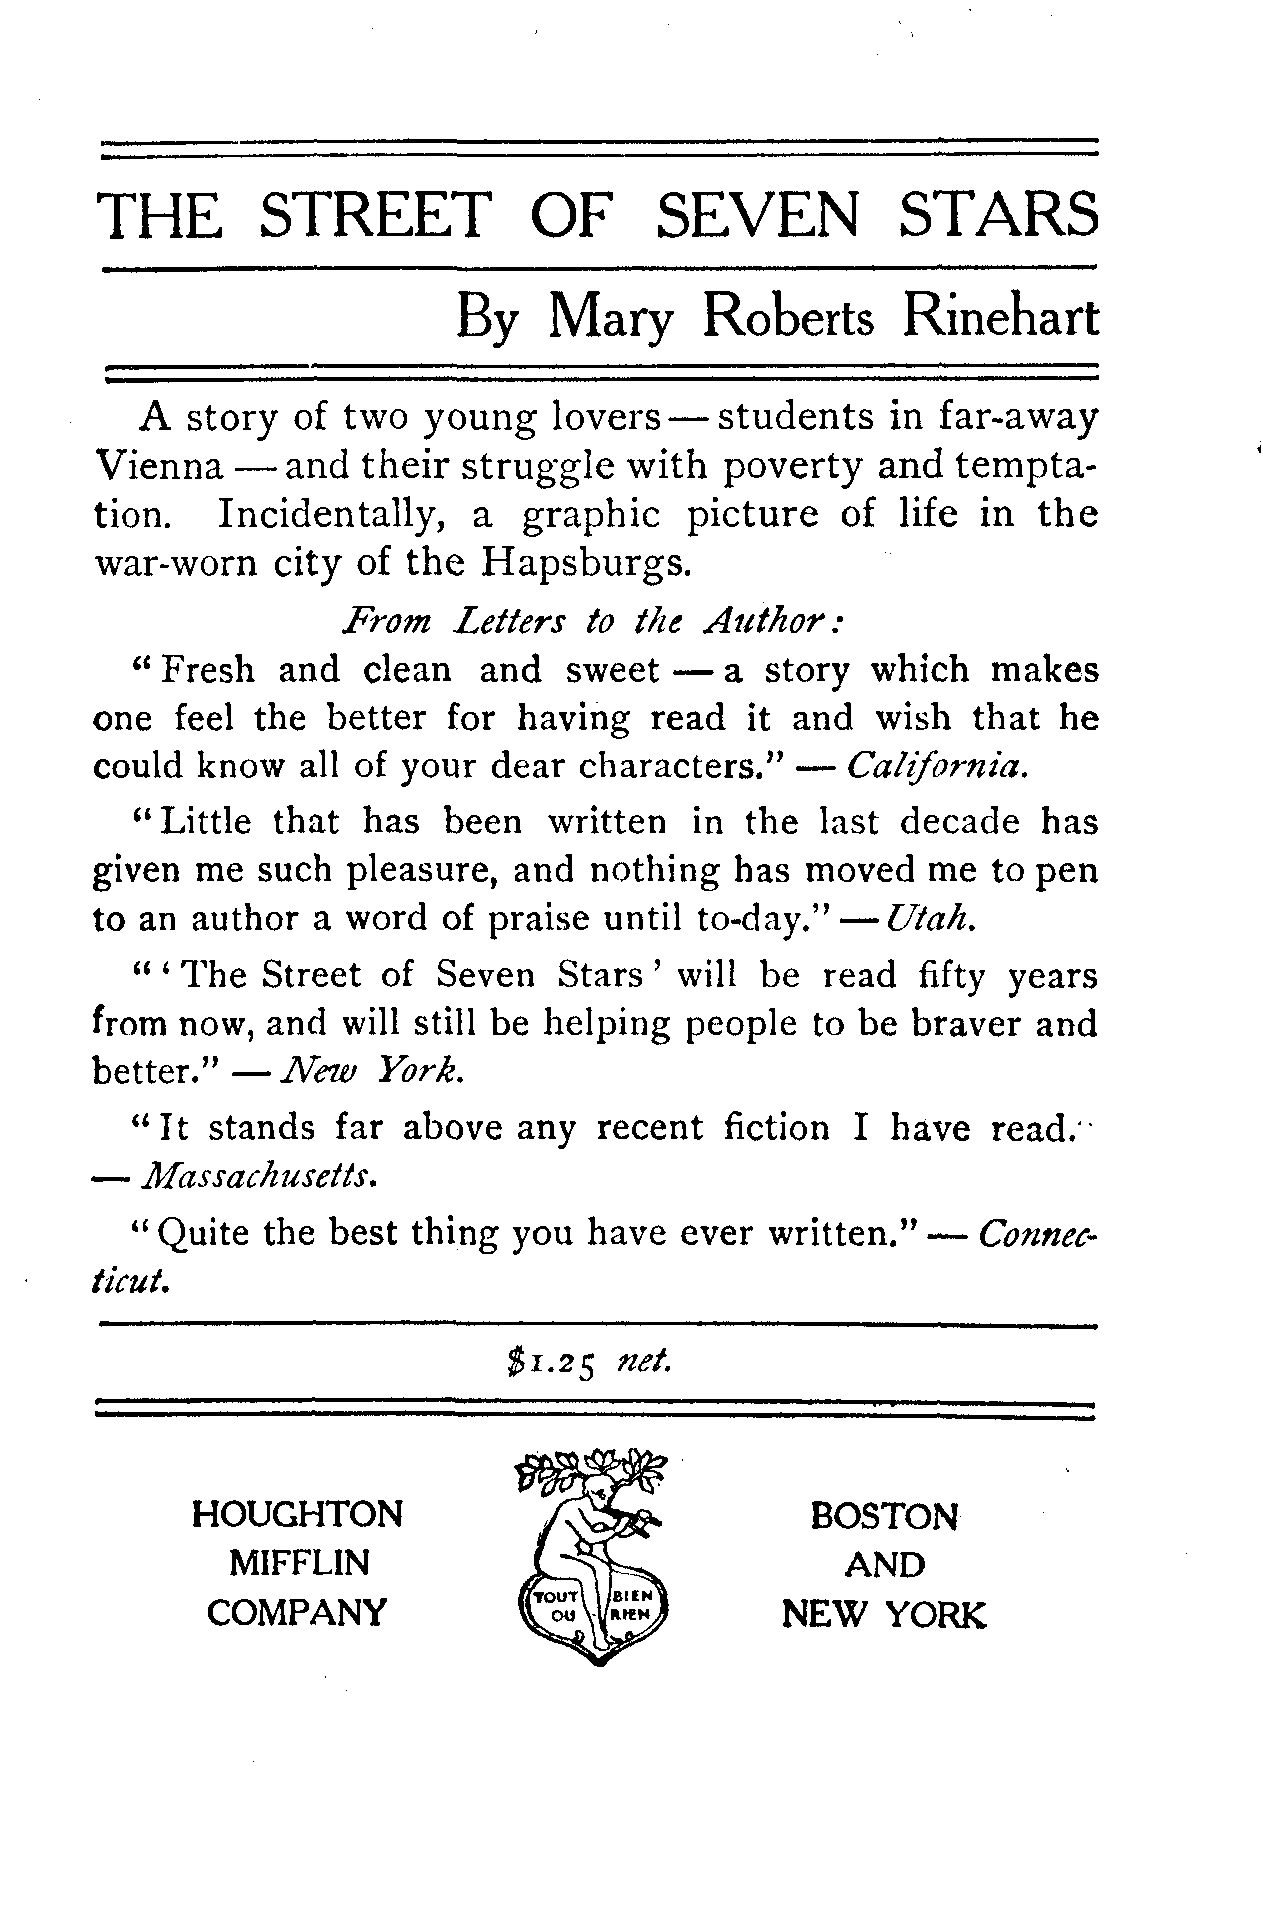 THE STREET OF SEVEN STARS
By Mary Roberts Rinehart
A story of two young lovers — students in far-away
Vienna — and their struggle with poverty and tempta-
tion. Incidentally, a graphic picture of life in the
war-worn city of the Hapsburgs.
From Letters to the Author:
“Fresh and clean and sweet — a story which makes
one feel the better for having read it and wish that he
could know all of your dear characters.” — California.
“Little that has been written in the last decade has
given me such pleasure, and nothing has moved me to pen
to an author a word of praise until to-day.” — Utah.
“‘The Street of Seven Stars’ will be read fifty years
from now, and will still be helping people to be braver and
better.” — New York.
“It stands far above any recent fiction I have read.”
— Massachusetts.
“Quite the best thing you have ever written.” — Connec-
ticut.
$1.25 net.
HOUGHTON
MIFFLIN
COMPANY
TOUT BIEN
OU RIEN
BOSTON
AND
NEW YORK